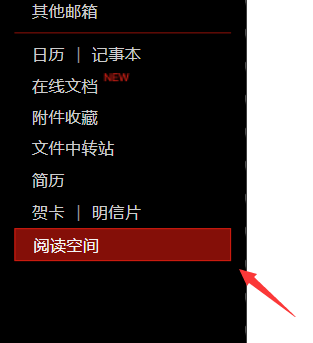 其他邮箱
日历 | 记事本
在线文档 NEW
附件收藏
文件中转站
简历
贺卡 | 明信片
阅读空间